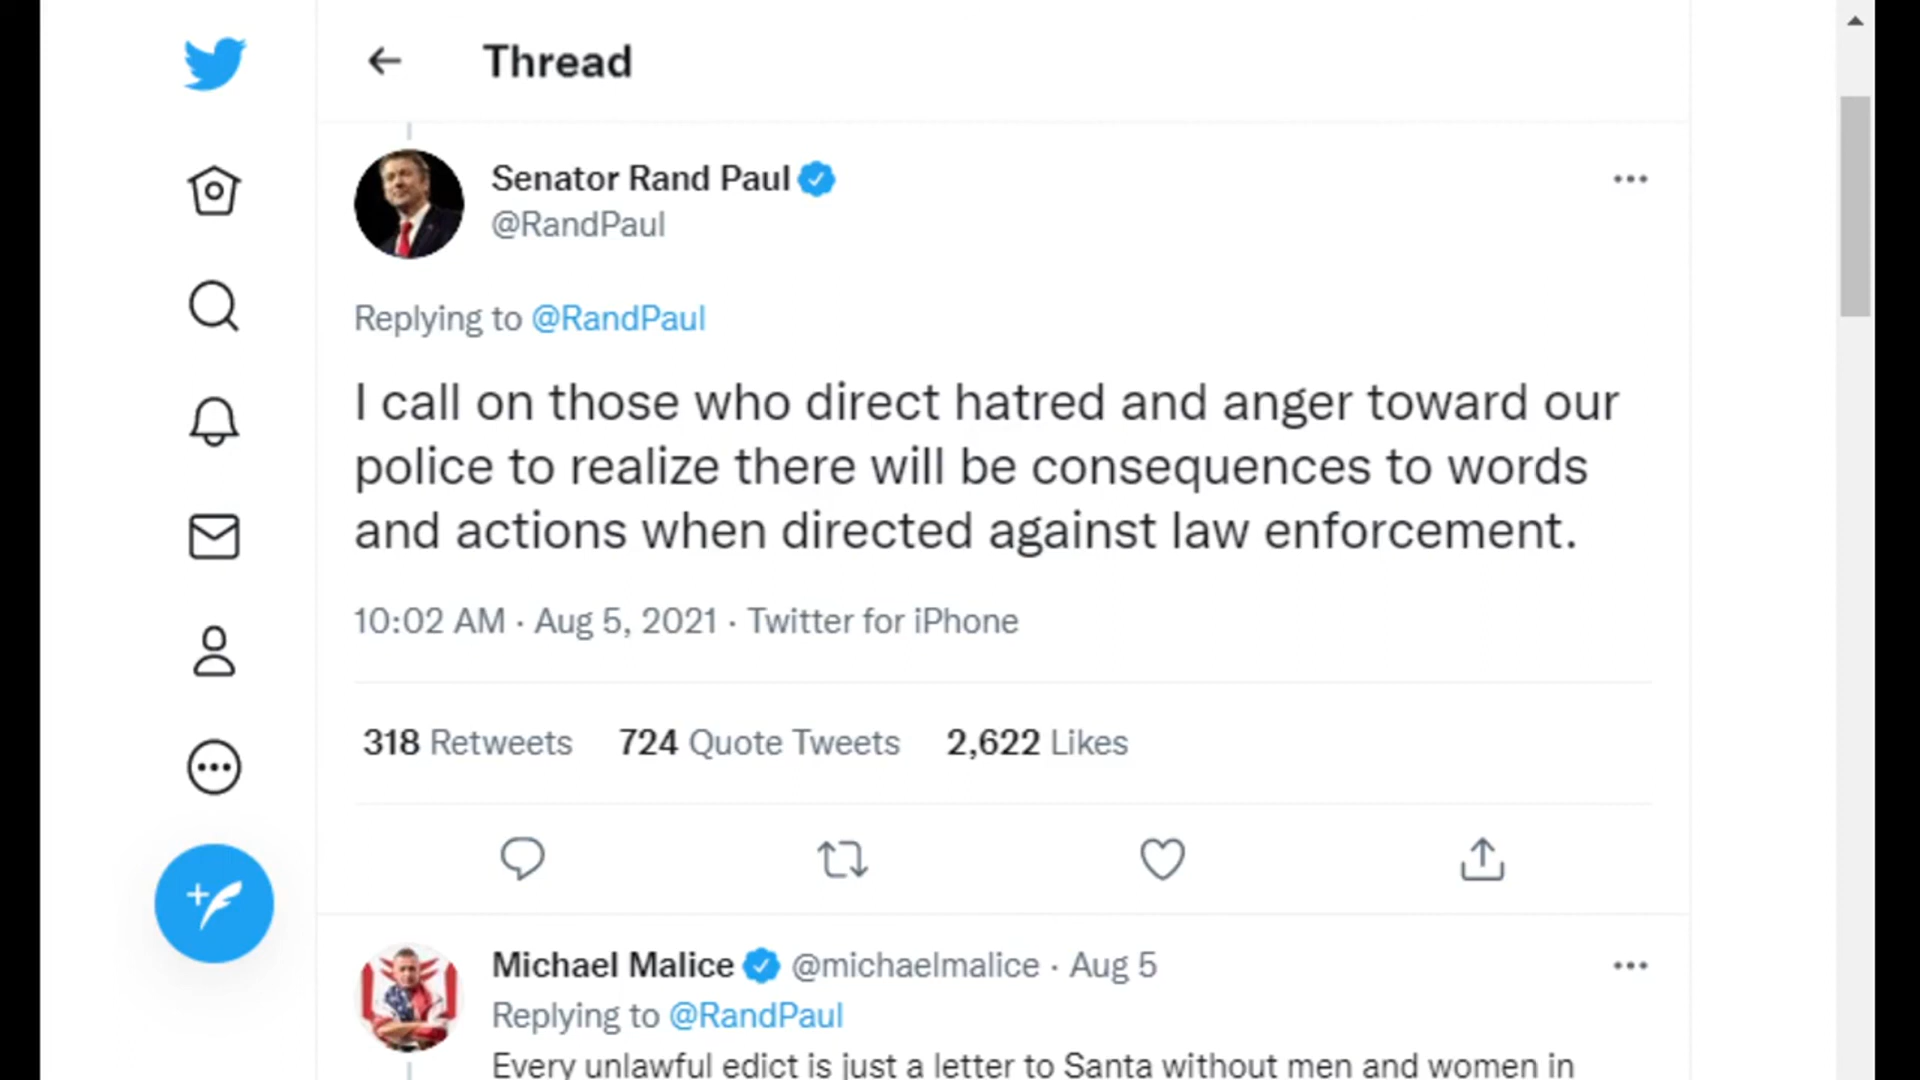 Thread
Senator Rand Paul
@RandPaul
Replying to @RandPaul
I call on those who direct hatred and anger toward our
police to realize there will be consequences to words
and actions when directed against law enforcement.
10:02 AM · Aug 5, 2021 · Twitter for iPhone
318 Retweets 724 Quote Tweets 2,622 Likes
Michael Malice @michaelmalice · Aug 5
Replying to @RandPaul
Every unlawful edict is just a letter to Santa without men and women in